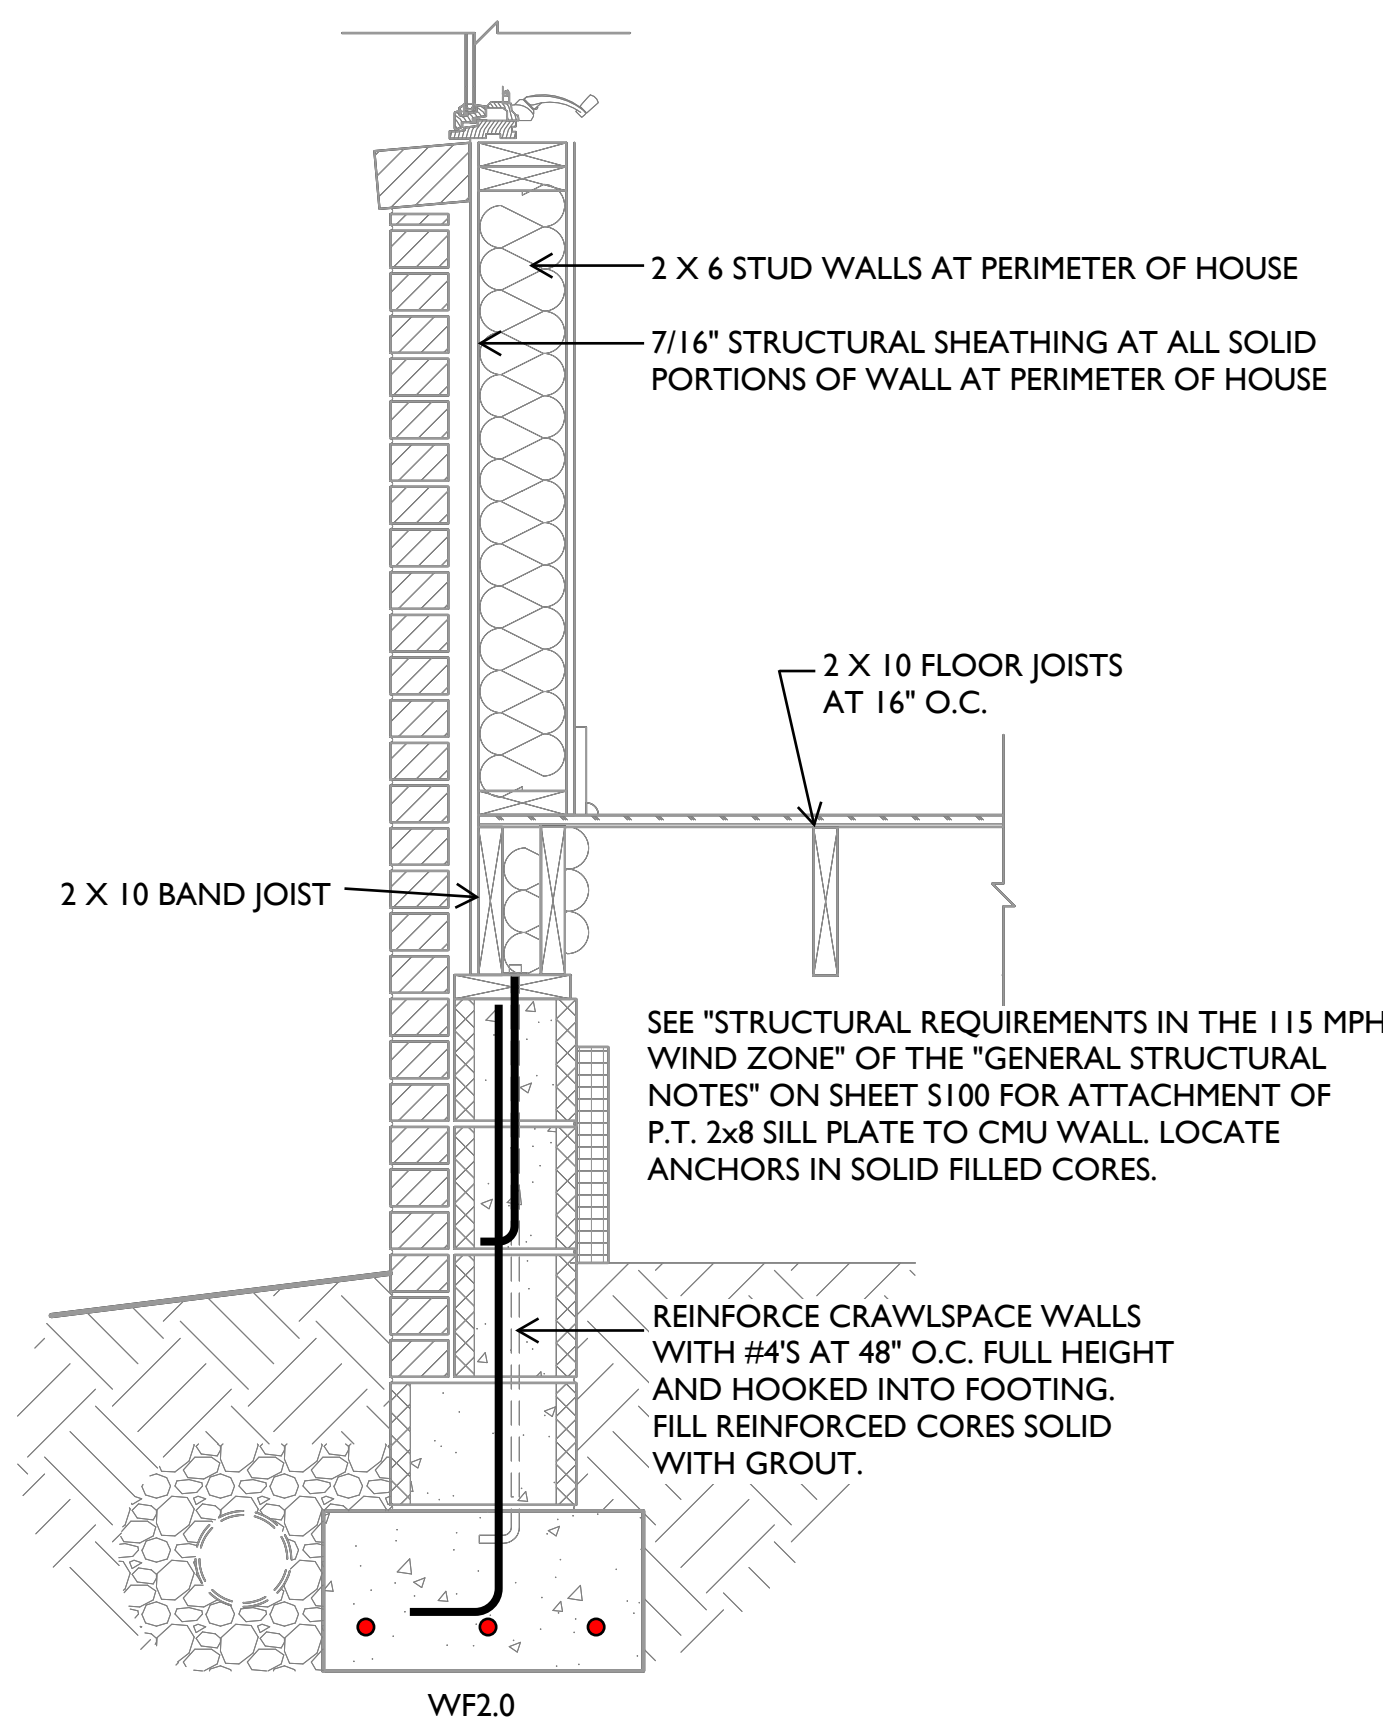 2 X 6 STUD WALLS AT PERIMETER OF HOUSE
7/16" STRUCTURAL SHEATHING AT ALL SOLID
PORTIONS OF WALL AT PERIMETER OF HOUSE
2 X 10 FLOOR JOISTS
AT 16" O.C.
2 X 10 BAND JOIST
SEE "STRUCTURAL REQUIREMENTS IN THE 115 MPH
WIND ZONE" OF THE "GENERAL STRUCTURAL
NOTES" ON SHEET S100 FOR ATTACHMENT OF
P.T. 2x8 SILL PLATE TO CMU WALL. LOCATE
ANCHORS IN SOLID FILLED CORES.
REINFORCE CRAWLSPACE WALLS
WITH #4'S AT 48" O.C. FULL HEIGHT
AND HOOKED INTO FOOTING.
FILL REINFORCED CORES SOLID
WITH GROUT.
WF2.0